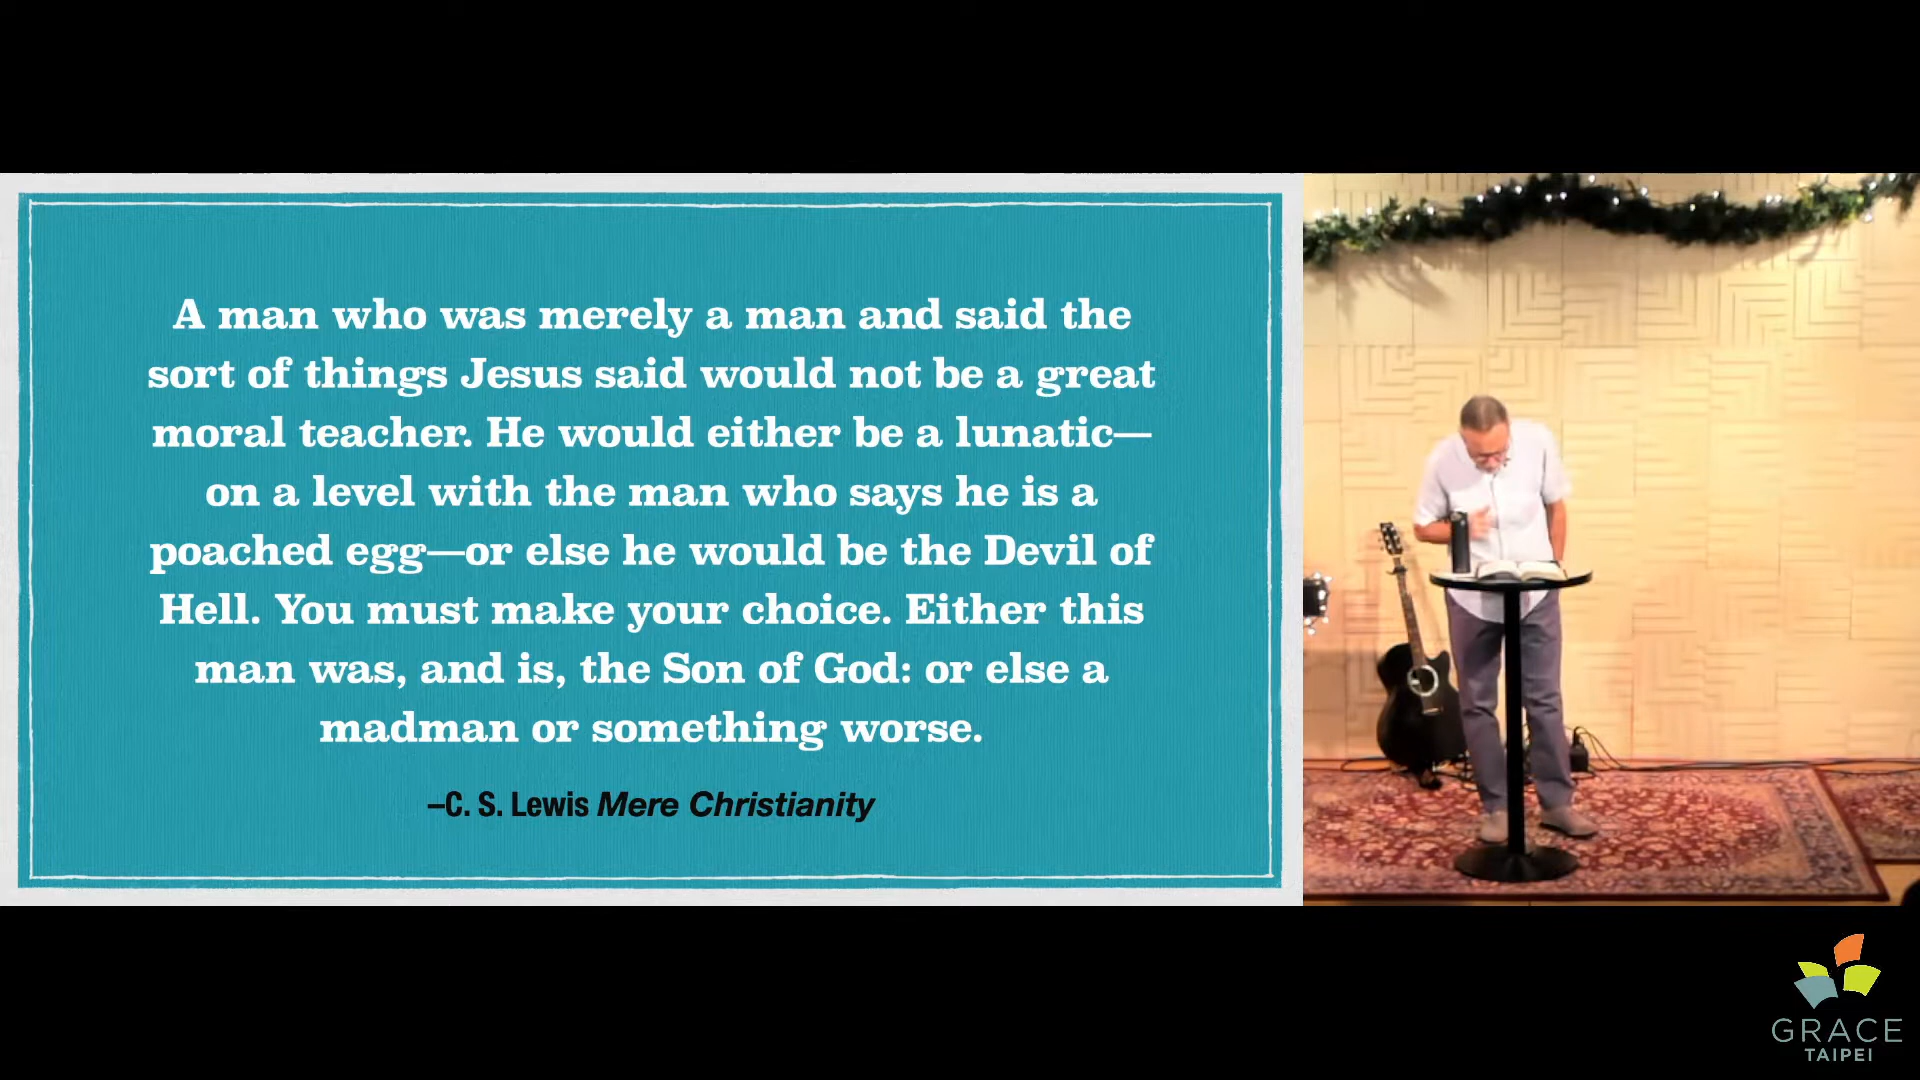 A man who was merely a man and said the
sort of things Jesus said would not be a great
moral teacher. He would either be a lunatic—
on a level with the man who says he is a
poached egg—or else he would be the Devil of
Hell. You must make your choice. Either this
man was, and is, the Son of God: or else a
madman or something worse.
–C. S. Lewis Mere Christianity
GRACE
TAIPEI